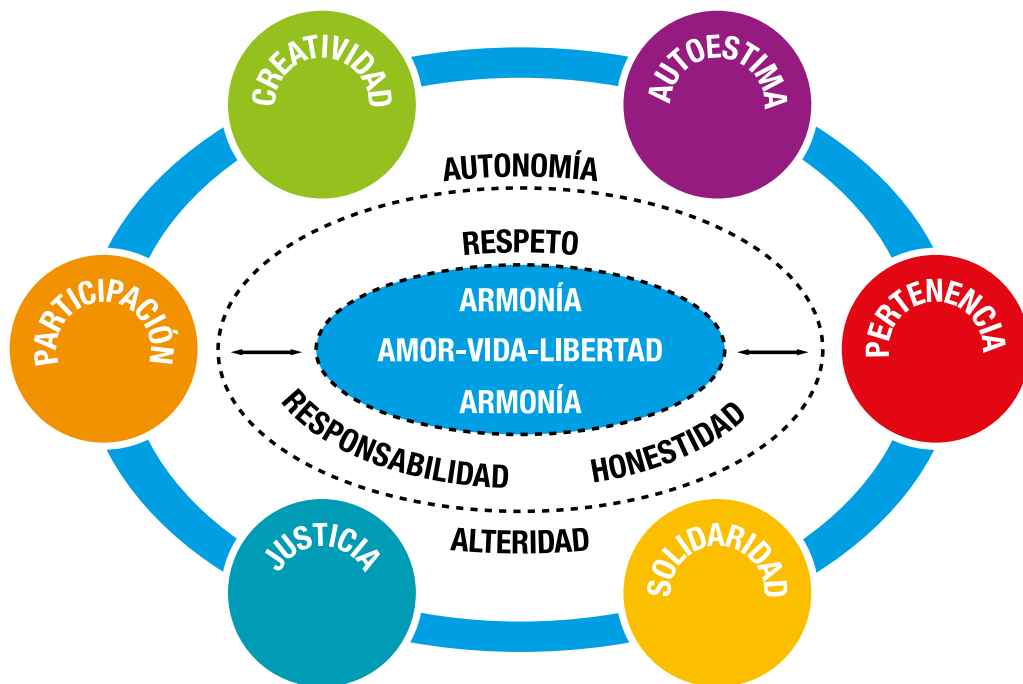 CREATIVIDAD
AUTOESTIMA
AUTONOMÍA
RESPETO
PARTICIPACIÓN
ARMONÍA
AMOR-VIDA-LIBERTAD
ARMONÍA
PERTENENCIA
RESPONSABILIDAD
HONESTIDAD
ALTERIDAD
JUSTICIA
SOLIDARIDAD